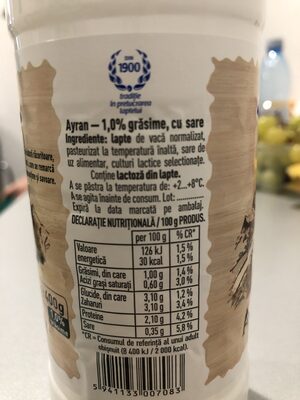 DIN
1900
tradiție
în prelucrarea
laptelui
Ayran – 1,0% grăsime, cu sare
Ingrediente: lapte de vacă normalizat,
pasteurizat la temperatură înaltă, sare de
uz alimentar, culturi lactice selecționate.
Conține lactoză din lapte.
A se păstra la temperatura de: +2...+8°C.
A se agita înainte de consum. Lot:
Expiră la data marcată pe ambalaj.
DECLARAȚIE NUTRIȚIONALĂ / 100 g PRODUS.
per 100 g % CR*
Valoare 126 kJ 1,5 %
energetică 30 kcal 1,5 %
Grăsimi, din care 1,00 g 1,4 %
Acizi grași saturați 0,60 g 3,0 %
Glucide, din care 3,10 g 1,2 %
Zaharuri 3,10 g 3,4 %
Proteine 2,10 g 4,2 %
Sare 0,35 g 5,8 %
*CR = Consumul de referință al unui adult
obișnuit (8 400 kJ / 2 000 kcal).
5 941133 007083
600g
1,0%